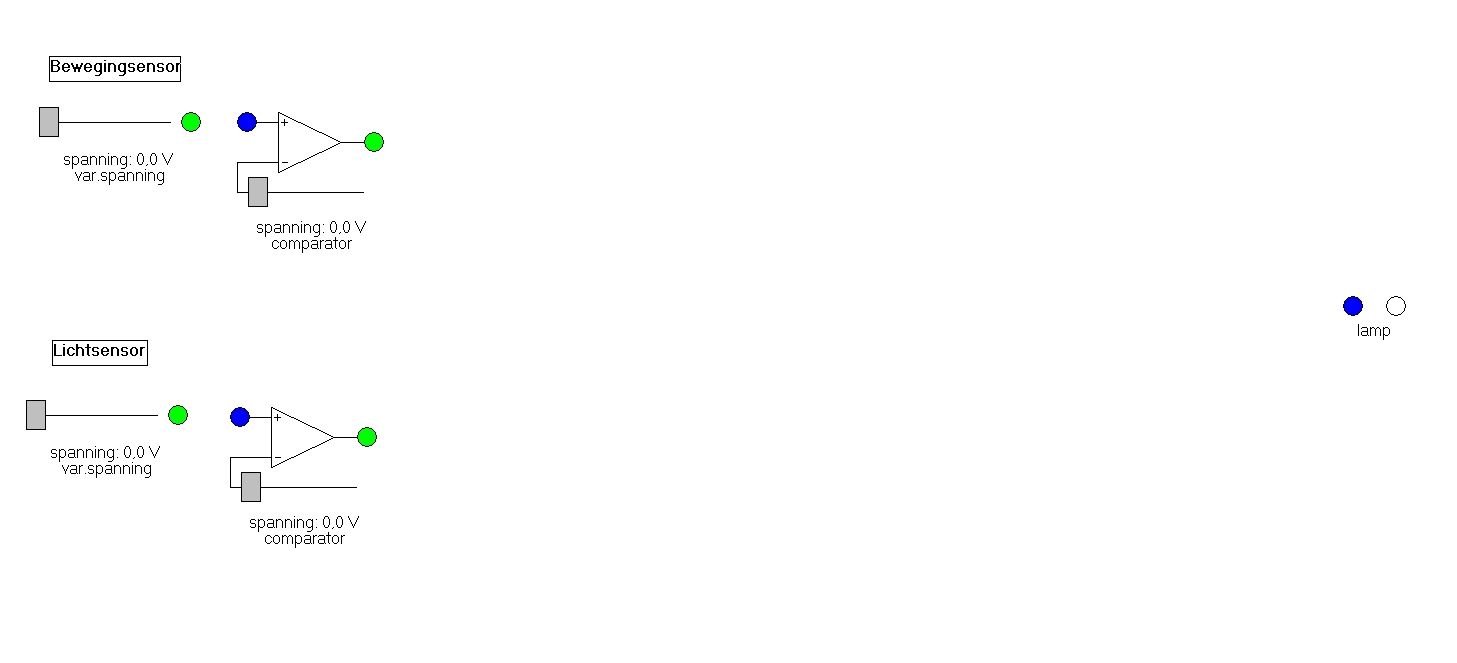 Bewegingsensor
spanning: 0,0 V
var.spanning
+
−
spanning: 0,0 V
comparator
lamp
Lichtsensor
spanning: 0,0 V
var.spanning
+
−
spanning: 0,0 V
comparator